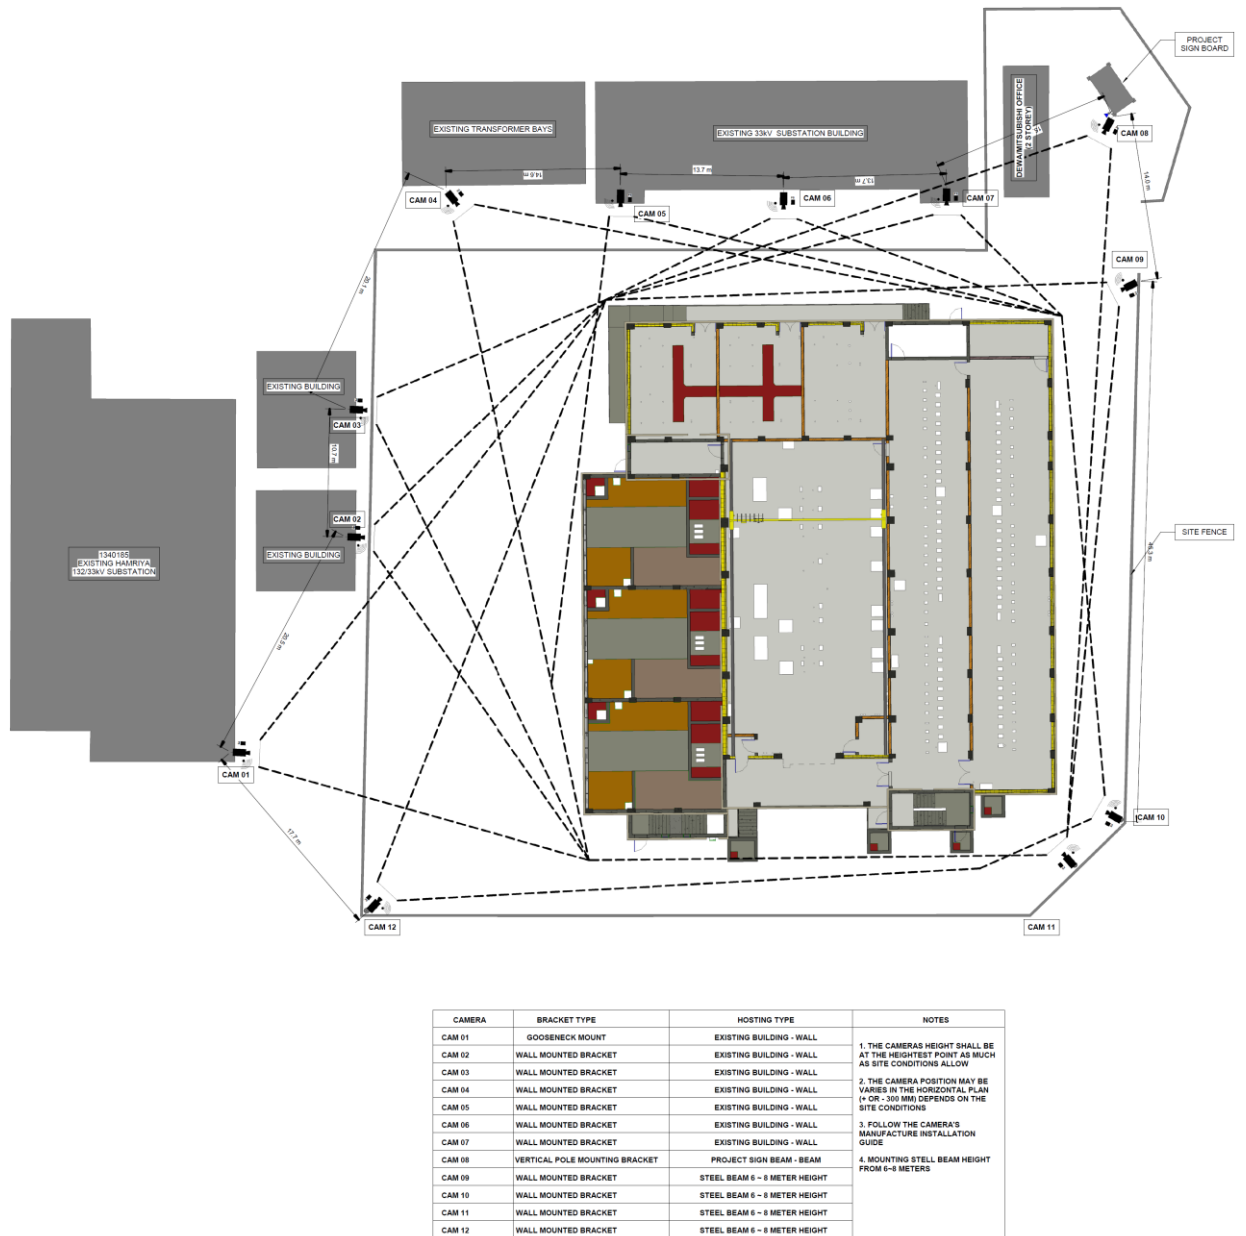 PROJECT
SIGN BOARD
EXISTING TRANSFORMER BAYS
EXISTING 33kV SUBSTATION BUILDING
DEWA/MITSUBISHI OFFICE
(2 STOREY)
CAM 08
14.6 m
13.7 m
13.7 m
14.0 m
CAM 04
CAM 05
CAM 06
CAM 07
CAM 09
20.1 m
EXISTING BUILDING
CAM 03
10.7 m
CAM 02
EXISTING BUILDING
1340185
EXISTING HAMRIYA
132/33kV SUBSTATION
SITE FENCE
20.5 m
CAM 01
17.7 m
CAM 10
CAM 12
CAM 11
CAMERA BRACKET TYPE HOSTING TYPE NOTES
CAM 01 GOOSENECK MOUNT EXISTING BUILDING - WALL
CAM 02 WALL MOUNTED BRACKET EXISTING BUILDING - WALL
CAM 03 WALL MOUNTED BRACKET EXISTING BUILDING - WALL
CAM 04 WALL MOUNTED BRACKET EXISTING BUILDING - WALL
CAM 05 WALL MOUNTED BRACKET EXISTING BUILDING - WALL
CAM 06 WALL MOUNTED BRACKET EXISTING BUILDING - WALL
CAM 07 WALL MOUNTED BRACKET EXISTING BUILDING - WALL
CAM 08 VERTICAL POLE MOUNTING BRACKET PROJECT SIGN BEAM - BEAM
CAM 09 WALL MOUNTED BRACKET STEEL BEAM 6 ~ 8 METER HEIGHT
CAM 10 WALL MOUNTED BRACKET STEEL BEAM 6 ~ 8 METER HEIGHT
CAM 11 WALL MOUNTED BRACKET STEEL BEAM 6 ~ 8 METER HEIGHT
CAM 12 WALL MOUNTED BRACKET STEEL BEAM 6 ~ 8 METER HEIGHT
1. THE CAMERAS HEIGHT SHALL BE
AT THE HEIGHTEST POINT AS MUCH
AS SITE CONDITIONS ALLOW
2. THE CAMERA POSITION MAY BE
VARIES IN THE HORIZONTAL PLAN
(+ OR - 300 MM) DEPENDS ON THE
SITE CONDITIONS
3. FOLLOW THE CAMERA'S
MANUFACTURE INSTALLATION
GUIDE
4. MOUNTING STELL BEAM HEIGHT
FROM 6~8 METERS